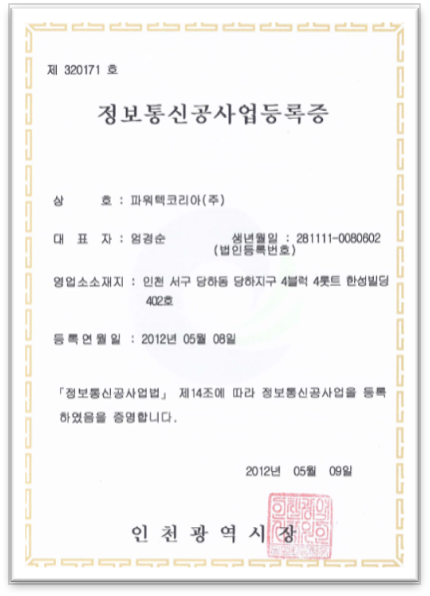 제 320171 호
정보통신공사업등록증
상 호 : 파워텍코리아(주)
대 표 자 : 엄경순 생년월일 : 281111-0080602
(법인등록번호)
영업소소재지 : 인천 서구 당하동 당하지구 4블럭 4롯트 한성빌딩
402호
등록연월일 : 2012년 05월 08일
「정보통신공사업법」 제14조에 따라 정보통신공사업을 등록
하였음을 증명합니다.
2012년 05월 09일
인천광역시장